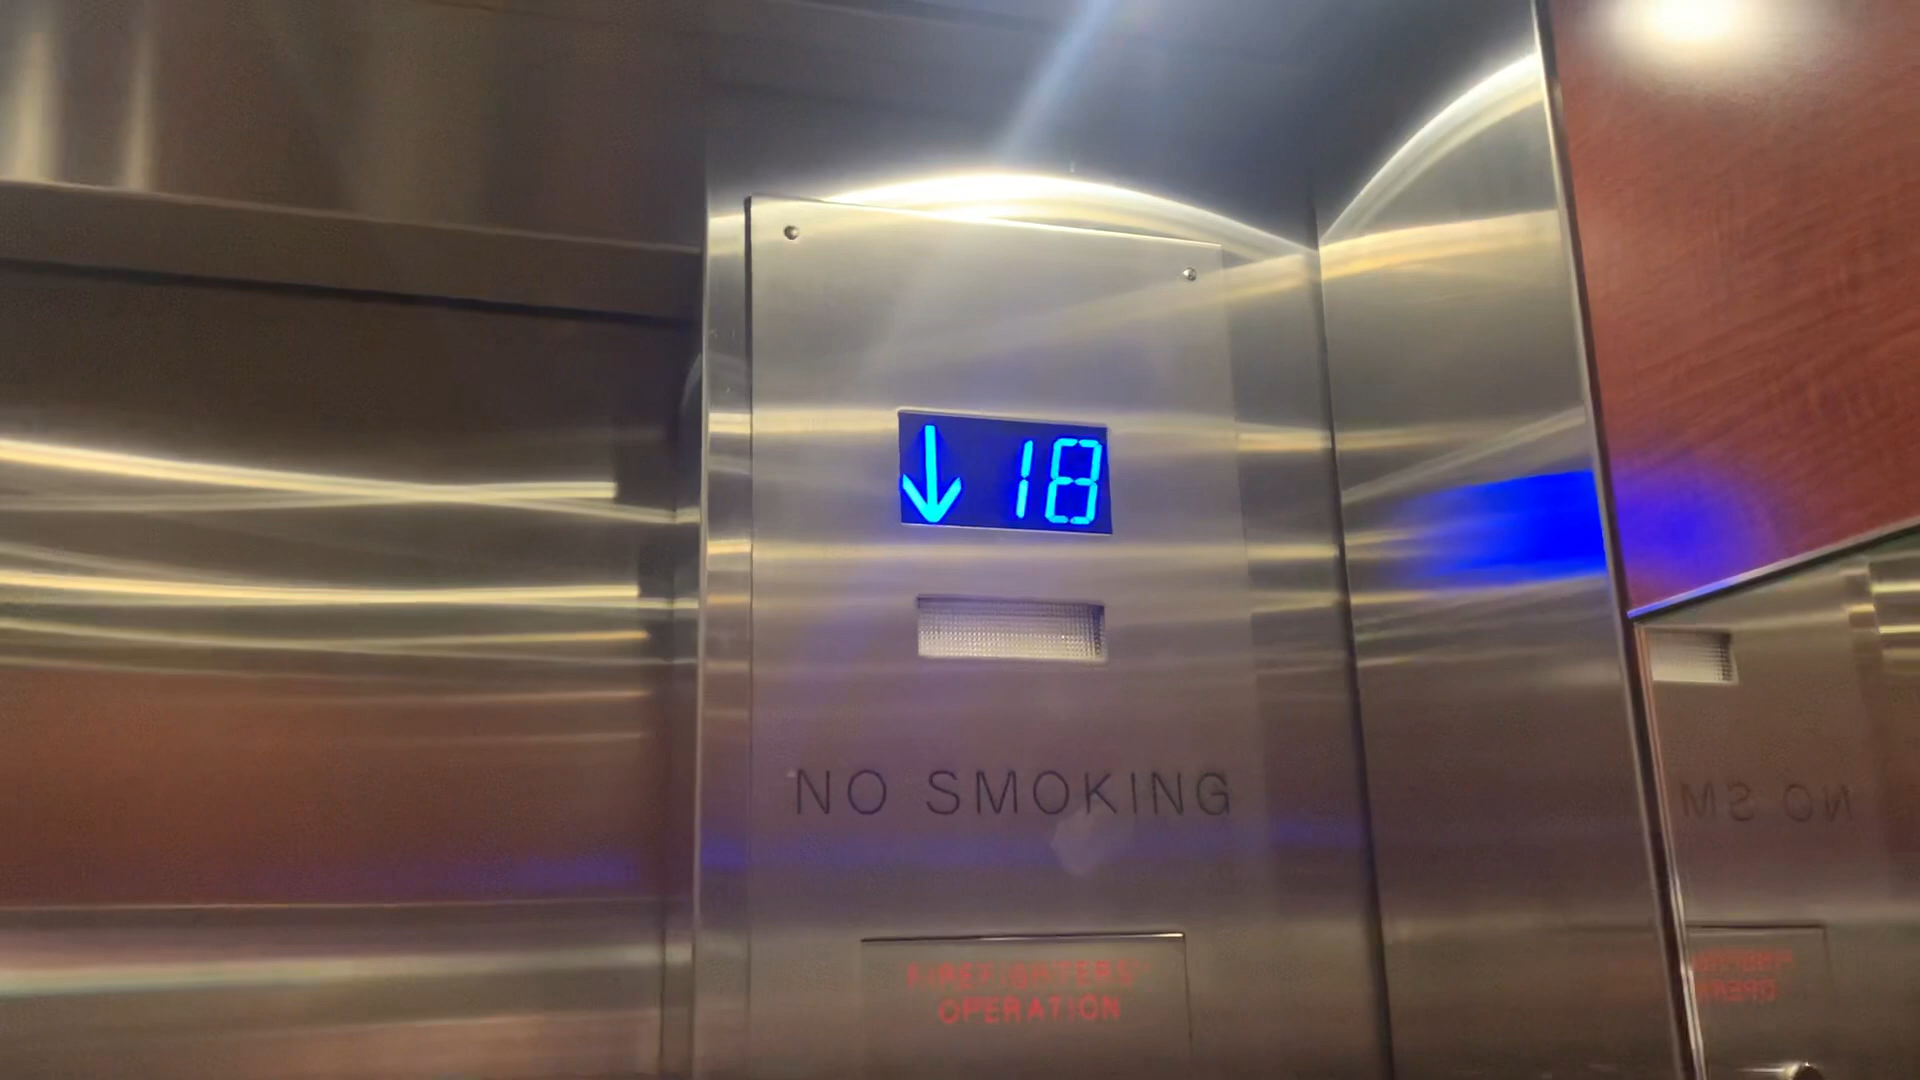 ↓ 18
NO SMOKING
FIREFIGHTERS'
OPERATION